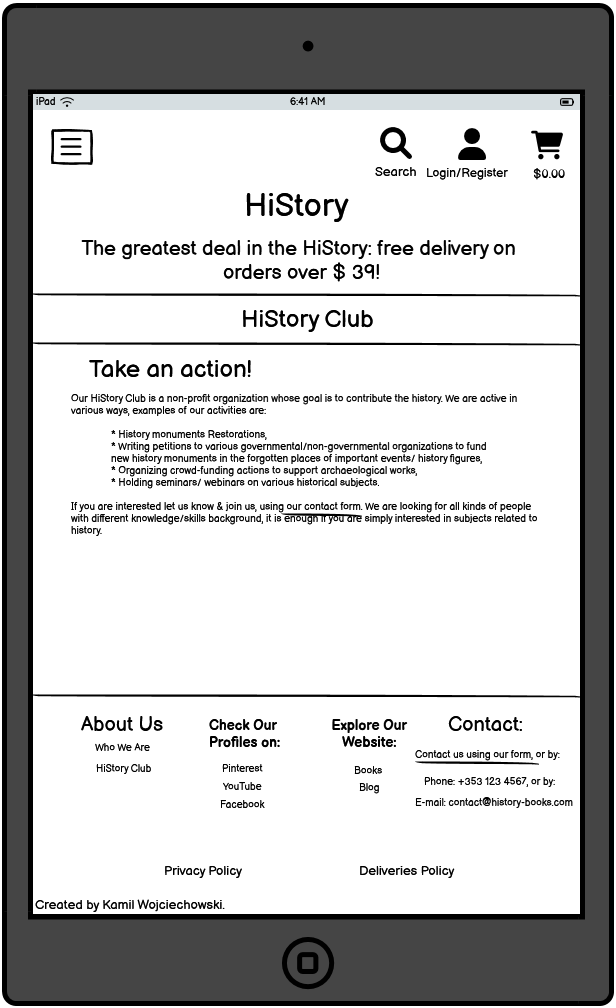 iPad
6:41 AM
Search
Login/Register
$0.00
HiStory
The greatest deal in the HiStory: free delivery on
orders over $ 39!
HiStory Club
Take an action!
Our HiStory Club is a non-profit organization whose goal is to contribute the history. We are active in
various ways, examples of our activities are:
* History monuments Restorations,
* Writing petitions to various governmental/non-governmental organizations to fund
new history monuments in the forgotten places of important events/ history figures,
* Organizing crowd-funding actions to support archaeological works,
* Holding seminars/ webinars on various historical subjects.
If you are interested let us know & join us, using our contact form. We are looking for all kinds of people
with different knowledge/skills background, it is enough if you are simply interested in subjects related to
history.
About Us
Who We Are
HiStory Club
Check Our
Profiles on:
Pinterest
YouTube
Facebook
Explore Our
Website:
Books
Blog
Contact:
Contact us using our form, or by:
Phone: +353 123 4567, or by:
E-mail: contact@history-books.com
Privacy Policy
Deliveries Policy
Created by Kamil Wojciechowski.